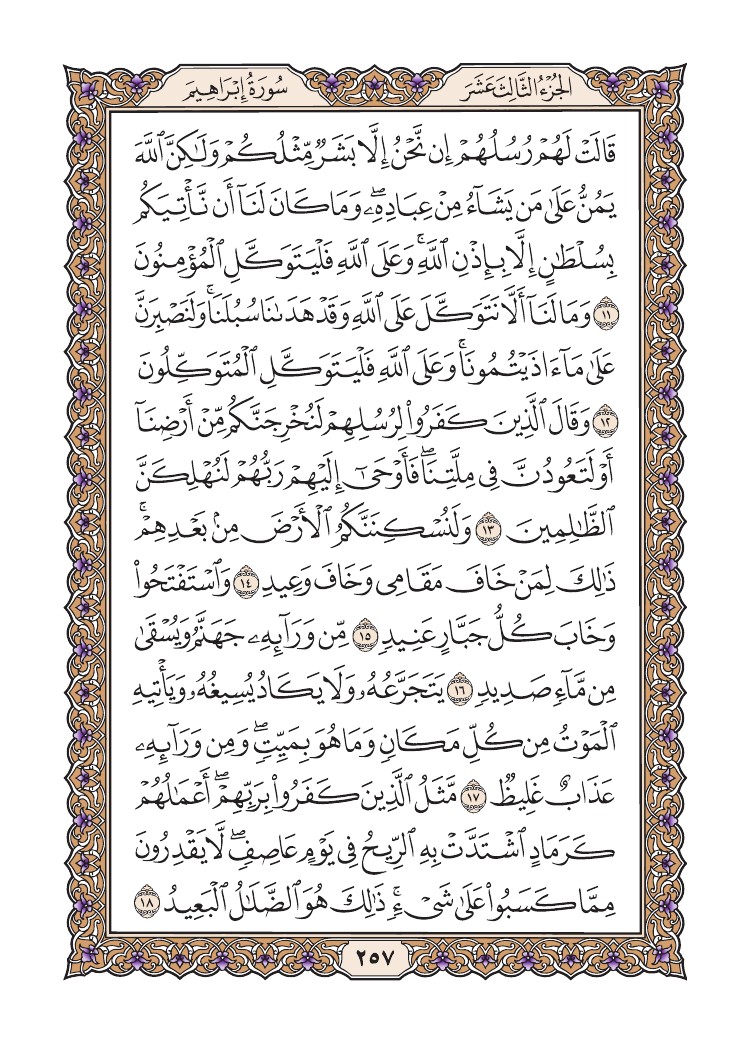 الجُزْءُ الثَّالِثَ عَشَرَ
سُورَةُ إِبْرَاهِيمَ
قَالَتْ لَهُمْ رُسُلُهُمْ إِن نَّحْنُ إِلَّا بَشَرٌ مِّثْلُكُمْ وَلَٰكِنَّ ٱللَّهَ
يَمُنُّ عَلَىٰ مَن يَشَآءُ مِنْ عِبَادِهِۦۖ وَمَا كَانَ لَنَآ أَن نَّأْتِيَكُم
بِسُلْطَٰنٍ إِلَّا بِإِذْنِ ٱللَّهِۚ وَعَلَى ٱللَّهِ فَلْيَتَوَكَّلِ ٱلْمُؤْمِنُونَ
١١ وَمَا لَنَآ أَلَّا نَتَوَكَّلَ عَلَى ٱللَّهِ وَقَدْ هَدَىٰنَا سُبُلَنَاۚ وَلَنَصْبِرَنَّ
عَلَىٰ مَآ ءَاذَيْتُمُونَاۚ وَعَلَى ٱللَّهِ فَلْيَتَوَكَّلِ ٱلْمُتَوَكِّلُونَ
١٢ وَقَالَ ٱلَّذِينَ كَفَرُوا۟ لِرُسُلِهِمْ لَنُخْرِجَنَّكُم مِّنْ أَرْضِنَآ
أَوْ لَتَعُودُنَّ فِى مِلَّتِنَاۖ فَأَوْحَىٰٓ إِلَيْهِمْ رَبُّهُمْ لَنُهْلِكَنَّ
ٱلظَّٰلِمِينَ ١٣ وَلَنُسْكِنَنَّكُمُ ٱلْأَرْضَ مِنۢ بَعْدِهِمْۚ
ذَٰلِكَ لِمَنْ خَافَ مَقَامِى وَخَافَ وَعِيدِ ١٤ وَٱسْتَفْتَحُوا۟
وَخَابَ كُلُّ جَبَّارٍ عَنِيدٍ ١٥ مِّن وَرَآئِهِۦ جَهَنَّمُ وَيُسْقَىٰ
مِن مَّآءٍ صَدِيدٍ ١٦ يَتَجَرَّعُهُۥ وَلَا يَكَادُ يُسِيغُهُۥ وَيَأْتِيهِ
ٱلْمَوْتُ مِن كُلِّ مَكَانٍ وَمَا هُوَ بِمَيِّتٍۖ وَمِن وَرَآئِهِۦ
عَذَابٌ غَلِيظٌ ١٧ مَّثَلُ ٱلَّذِينَ كَفَرُوا۟ بِرَبِّهِمْۖ أَعْمَٰلُهُمْ
كَرَمَادٍ ٱشْتَدَّتْ بِهِ ٱلرِّيحُ فِى يَوْمٍ عَاصِفٍۖ لَّا يَقْدِرُونَ
مِمَّا كَسَبُوا۟ عَلَىٰ شَىْءٍۚ ذَٰلِكَ هُوَ ٱلضَّلَٰلُ ٱلْبَعِيدُ ١٨
٢٥٧